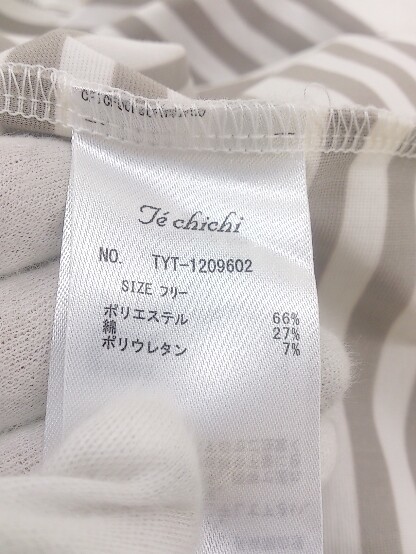 Té chichi
NO. TYT-1209602
SIZE フリー
ポリエステル 66%
綿 27%
ポリウレタン 7%